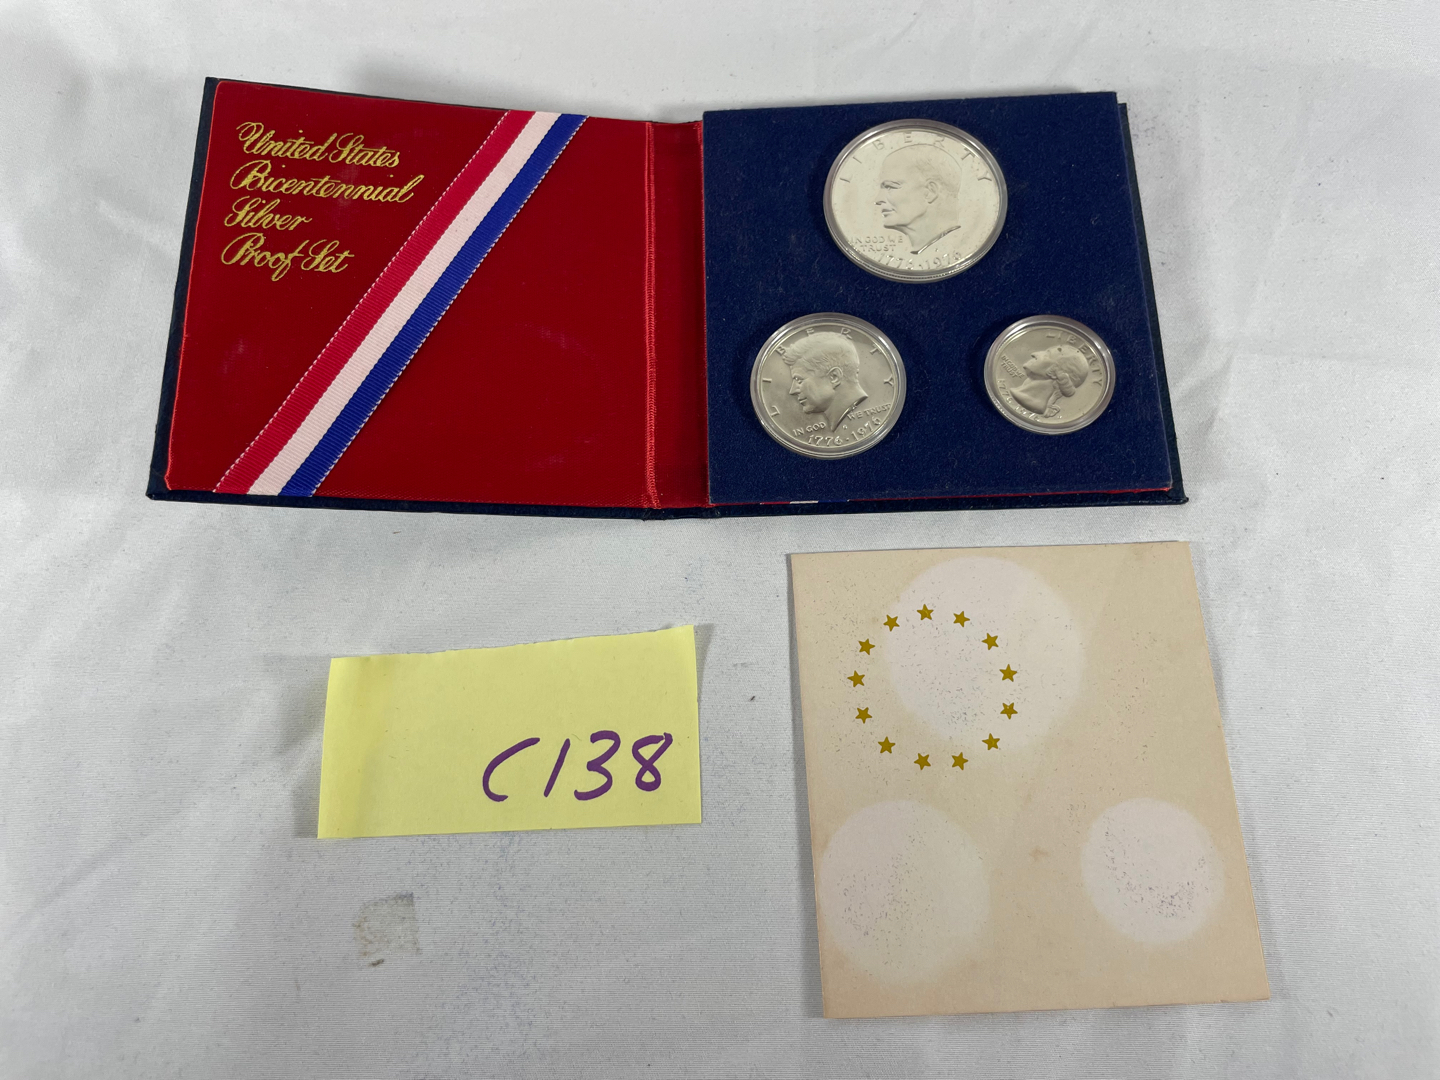 United States
Bicentennial
Silver
Proof Set
LIBERTY
IN GOD WE
TRUST
1776-1976
LIBERTY
IN GOD WE TRUST
1776-1976
LIBERTY
C138